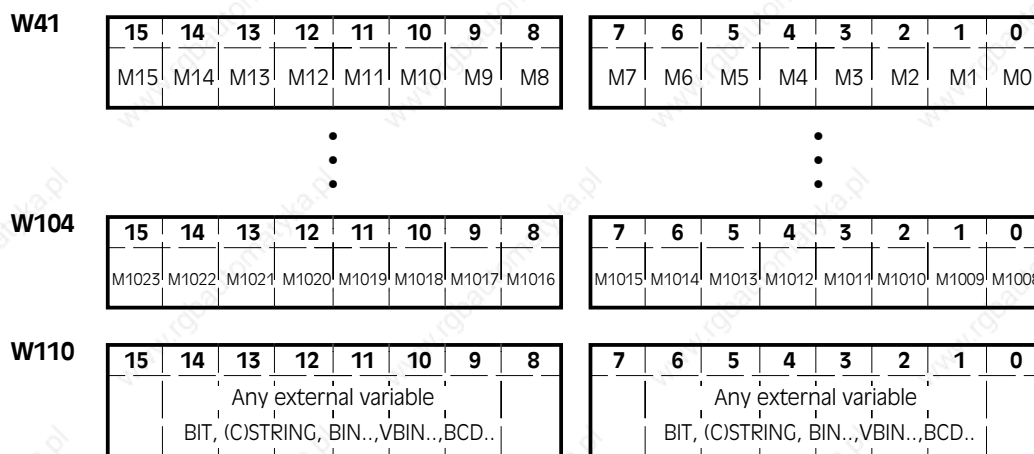 W41
15 14 13 12 11 10 9 8 7 6 5 4 3 2 1 0
M15 M14 M13 M12 M11 M10 M9 M8 M7 M6 M5 M4 M3 M2 M1 M0
W104
15 14 13 12 11 10 9 8 7 6 5 4 3 2 1 0
M1023 M1022 M1021 M1020 M1019 M1018 M1017 M1016 M1015 M1014 M1013 M1012 M1011 M1010 M1009 M1008
W110
15 14 13 12 11 10 9 8 7 6 5 4 3 2 1 0
Any external variable Any external variable
BIT, (C)STRING, BIN..,VBIN..,BCD.. BIT, (C)STRING, BIN..,VBIN..,BCD..
www.rgbautomatyka.pl